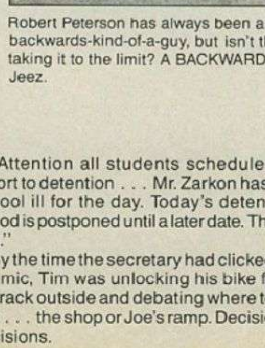 Robert Peterson has always been a
backwards-kind-of-a-guy, but isn't
taking it to the limit? A BACKWARD
Jeez.
Attention all students schedule
ort to detention . . . Mr. Zarkon has
ool ill for the day. Today's deten
od is postponed until a later date. Th
."
y the time the secretary had clicked
mic, Tim was unlocking his bike f
rack outside and debating where t
. . . the shop or Joe's ramp. Decisi
isions.